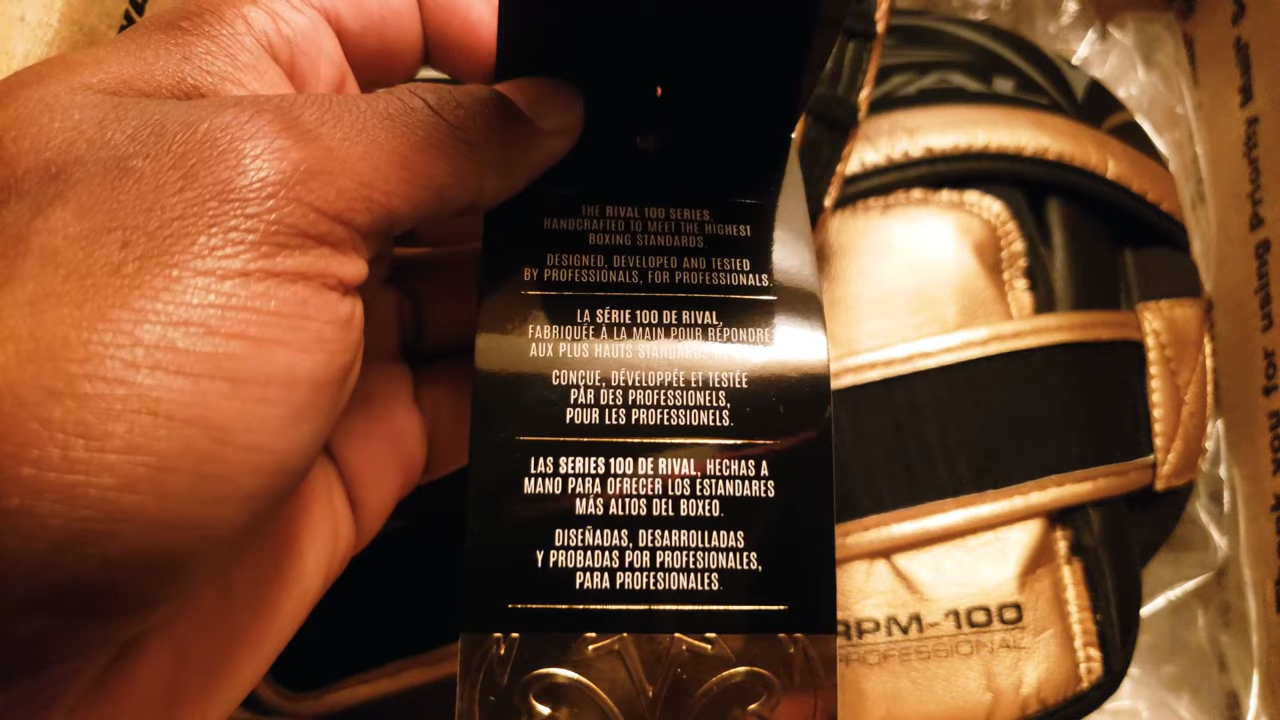 THE RIVAL 100 SERIES,
HANDCRAFTED TO MEET THE HIGHEST
BOXING STANDARDS.
DESIGNED, DEVELOPED AND TESTED
BY PROFESSIONALS, FOR PROFESSIONALS.
LA SÉRIE 100 DE RIVAL,
FABRIQUÉE À LA MAIN POUR RÉPONDRE
AUX PLUS HAUTS STANDARDS
CONÇUE, DÉVELOPPÉE ET TESTÉE
PAR DES PROFESSIONELS,
POUR LES PROFESSIONELS.
LAS SERIES 100 DE RIVAL, HECHAS A
MANO PARA OFRECER LOS ESTANDARES
MÁS ALTOS DEL BOXEO.
DISEÑADAS, DESARROLLADAS
Y PROBADAS POR PROFESIONALES,
PARA PROFESIONALES.
RPM-100
PROFESSIONAL
you for using Priority Mail